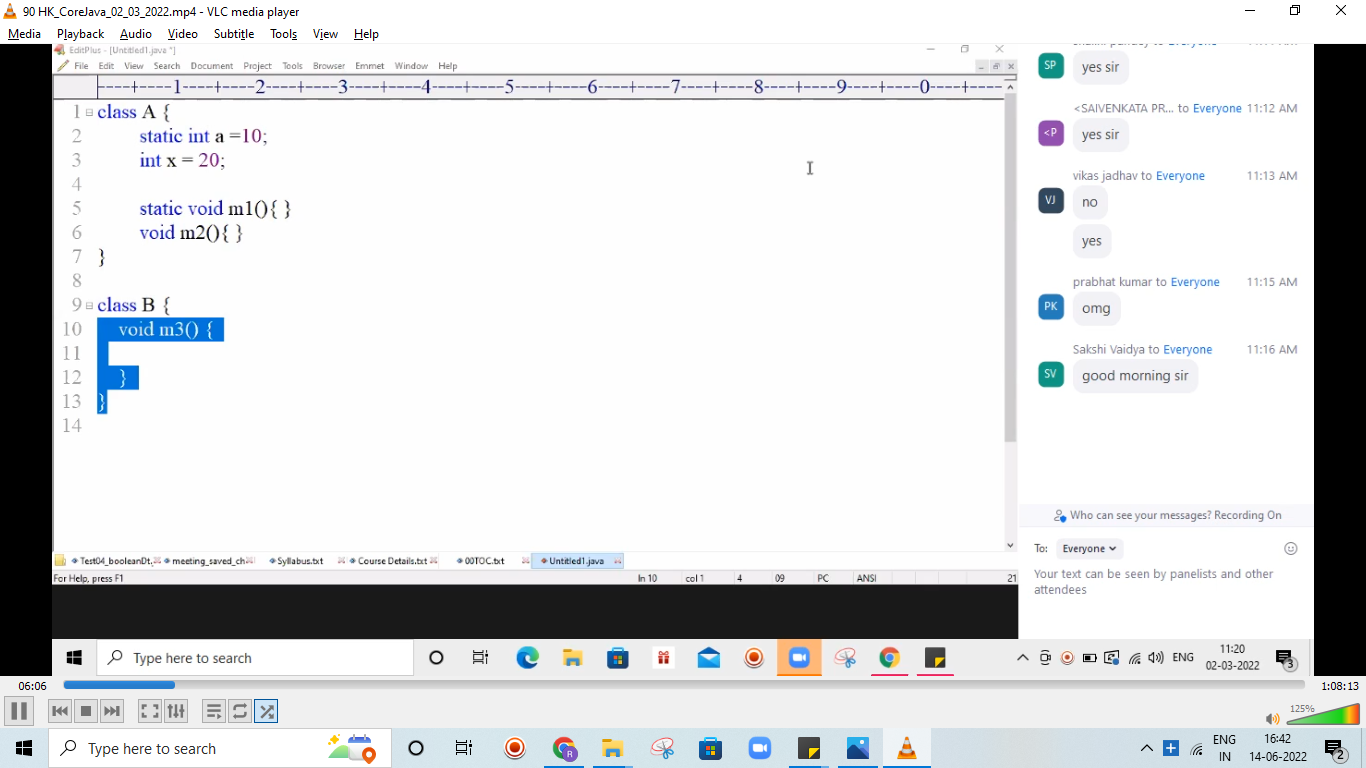 90 HK_CoreJava_02_03_2022.mp4 - VLC media player
Media Playback Audio Video Subtitle Tools View Help
EditPlus - [Untitled1.java *]
File Edit View Search Document Project Tools Browser Emmet Window Help
----+----1----+----2----+----3----+----4----+----5----+----6----+----7----+----8----+----9----+----0----+----
1 class A {
2 static int a =10;
3 int x = 20;
4
5 static void m1(){ }
6 void m2(){ }
7 }
8
9 class B {
10 void m3() {
11
12 }
13 }
14
Test04_booleanDt. meeting_saved_ch Syllabus.txt Course Details.txt 00TOC.txt Untitled1.java
For Help, press F1 ln 10 col 1 4 09 PC ANSI 21
to Everyone
SP yes sir
<SAIVENKATA PR... to Everyone 11:12 AM
<P yes sir
vikas jadhav to Everyone 11:13 AM
VJ no
yes
prabhat kumar to Everyone 11:15 AM
PK omg
Sakshi Vaidya to Everyone 11:16 AM
SV good morning sir
Who can see your messages? Recording On
To: Everyone
Your text can be seen by panelists and other
attendees
Type here to search ENG 11:20
02-03-2022 3
06:06 1:08:13
125%
Type here to search ENG 16:42
IN 14-06-2022 2